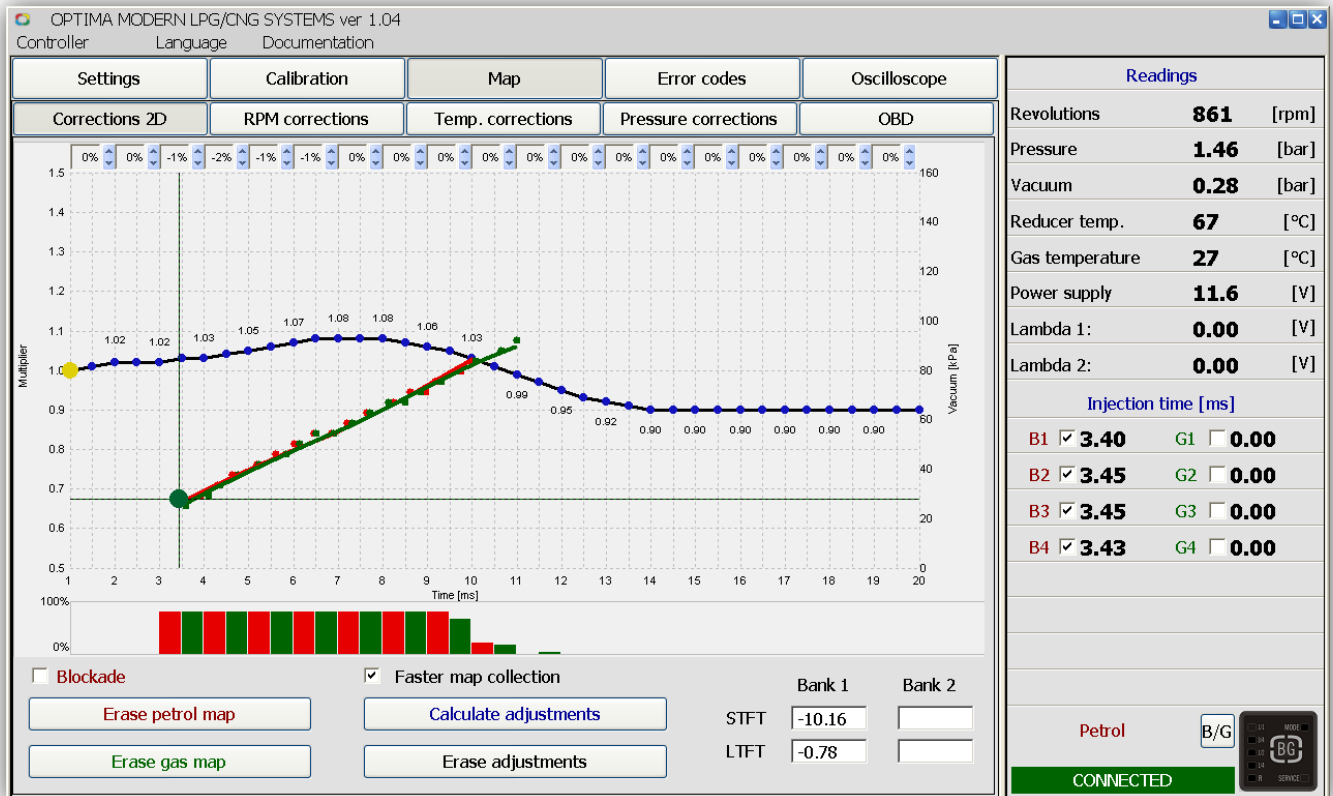 OPTIMA MODERN LPG/CNG SYSTEMS ver 1.04
Controller Language Documentation
Settings Calibration Map Error codes Oscilloscope
Corrections 2D RPM corrections Temp. corrections Pressure corrections OBD
0% 0% -1% -2% -1% -1% 0% 0% 0% 0% 0% 0% 0% 0% 0% 0% 0% 0% 0%
1.5
1.4
1.3
1.2
1.1
1.0
0.9
0.8
0.7
0.6
0.5
Multiplier
1.02 1.02 1.03 1.05 1.07 1.08 1.08 1.06 1.03 0.99 0.95 0.92 0.90 0.90 0.90 0.90 0.90 0.90
160
140
120
100
80
60
40
20
0
Vacuum [kPa]
1 2 3 4 5 6 7 8 9 10 11 12 13 14 15 16 17 18 19 20
Time [ms]
100%
0%
Blockade
Faster map collection
Erase petrol map
Calculate adjustments
Erase gas map
Erase adjustments
Bank 1 Bank 2
STFT -10.16
LTFT -0.78
Readings
Revolutions 861 [rpm]
Pressure 1.46 [bar]
Vacuum 0.28 [bar]
Reducer temp. 67 [°C]
Gas temperature 27 [°C]
Power supply 11.6 [V]
Lambda 1: 0.00 [V]
Lambda 2: 0.00 [V]
Injection time [ms]
B1 3.40 G1 0.00
B2 3.45 G2 0.00
B3 3.45 G3 0.00
B4 3.43 G4 0.00
Petrol B/G
MODE
BG
SERVICE
CONNECTED